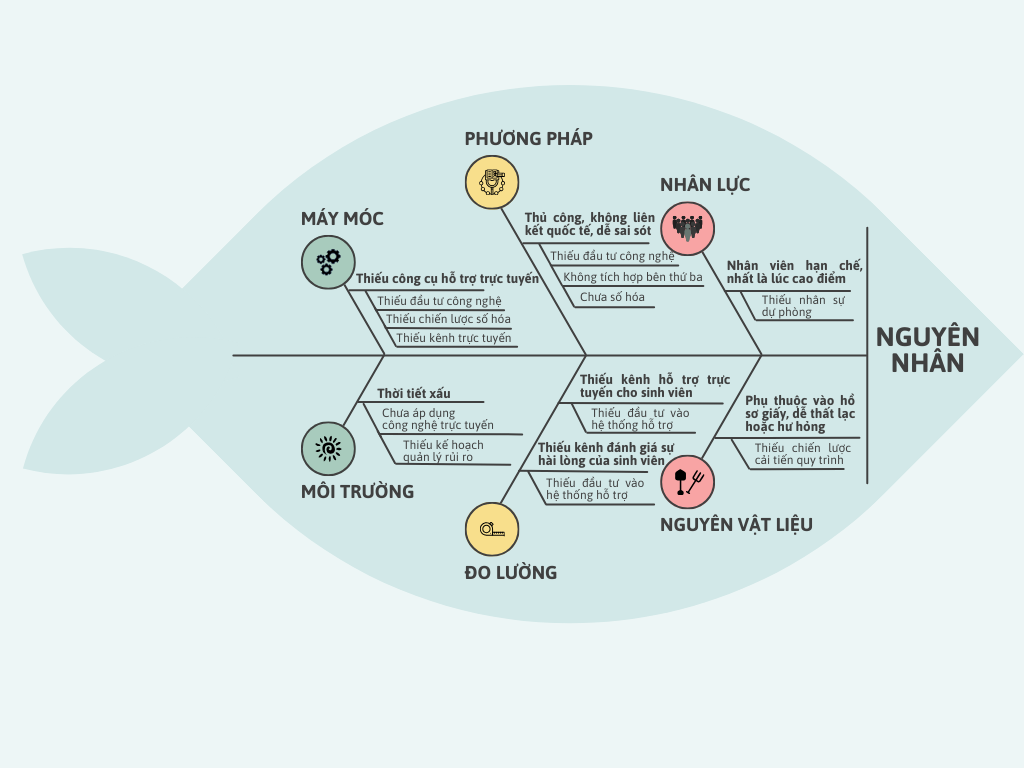 PHƯƠNG PHÁP
NHÂN LỰC
MÁY MÓC
Thủ công, không liên
kết quốc tế, dễ sai sót
Thiếu đầu tư công nghệ
Không tích hợp bên thứ ba
Chưa số hóa
Nhân viên hạn chế,
nhất là lúc cao điểm
Thiếu nhân sự
dự phòng
Thiếu công cụ hỗ trợ trực tuyến
Thiếu đầu tư công nghệ
Thiếu chiến lược số hóa
Thiếu kênh trực tuyến
NGUYÊN
NHÂN
Thời tiết xấu
Chưa áp dụng
công nghệ trực tuyến
Thiếu kế hoạch
quản lý rủi ro
Thiếu kênh hỗ trợ trực
tuyến cho sinh viên
Thiếu đầu tư vào
hệ thống hỗ trợ
Thiếu kênh đánh giá sự
hài lòng của sinh viên
Thiếu đầu tư vào
hệ thống hỗ trợ
Phụ thuộc vào hồ
sơ giấy, dễ thất lạc
hoặc hư hỏng
Thiếu chiến lược
cải tiến quy trình
MÔI TRƯỜNG
NGUYÊN VẬT LIỆU
ĐO LƯỜNG